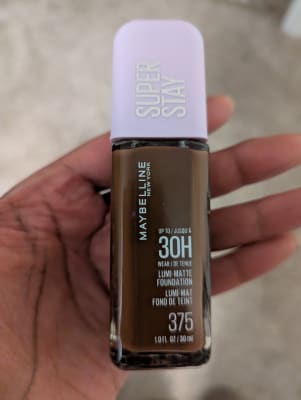 SUPER
STAY
MAYBELLINE
NEW YORK
UP TO / JUSQU'À
30H
WEAR / DE TENUE
LUMI-MATTE
FOUNDATION
LUMI-MAT
FOND DE TEINT
375
1.0 FL. OZ / 30 ml